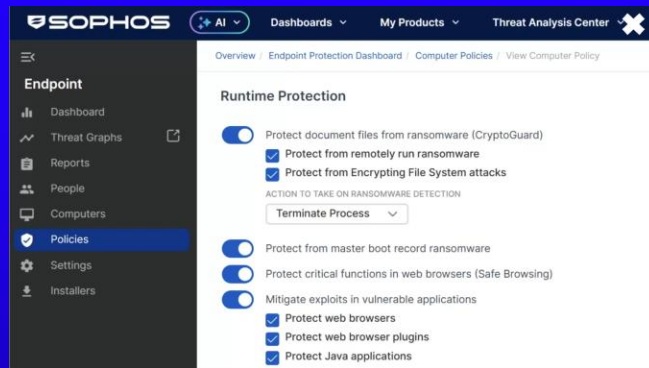 SOPHOS AI Dashboards My Products Threat Analysis Center
Overview / Endpoint Protection Dashboard / Computer Policies / View Computer Policy
Endpoint
Dashboard
Threat Graphs
Reports
People
Computers
Policies
Settings
Installers
Runtime Protection
Protect document files from ransomware (CryptoGuard)
Protect from remotely run ransomware
Protect from Encrypting File System attacks
ACTION TO TAKE ON RANSOMWARE DETECTION
Terminate Process
Protect from master boot record ransomware
Protect critical functions in web browsers (Safe Browsing)
Mitigate exploits in vulnerable applications
Protect web browsers
Protect web browser plugins
Protect Java applications